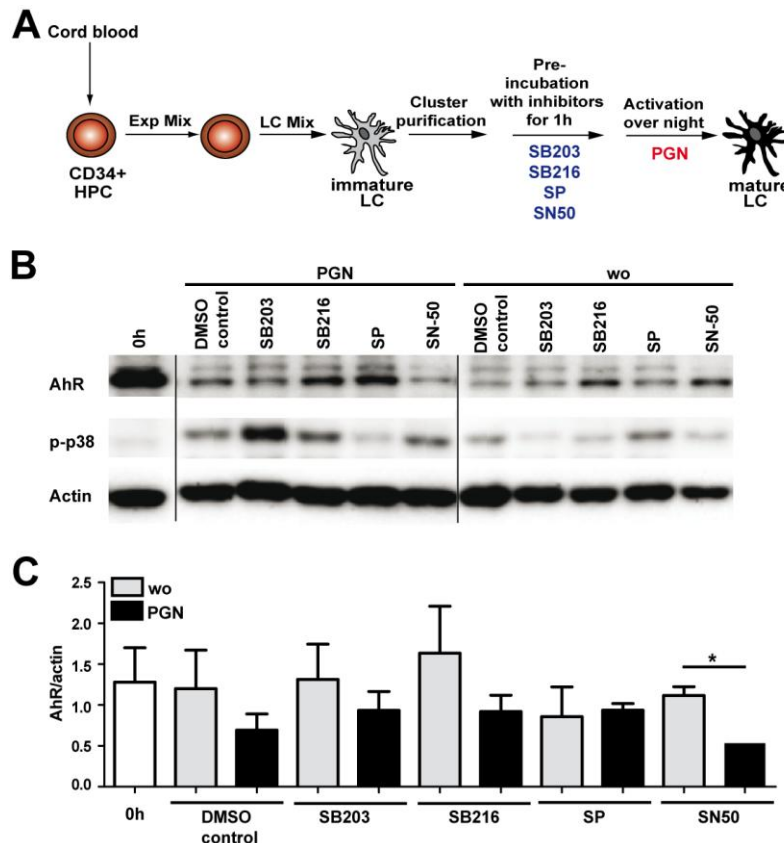 A
Cord blood
CD34+
HPC
Exp Mix
LC Mix
immature
LC
Cluster
purification
Pre-
incubation
with inhibitors
for 1h
SB203
SB216
SP
SN50
Activation
over night
PGN
mature
LC
B
PGN
wo
0h
DMSO
control
SB203
SB216
SP
SN-50
DMSO
control
SB203
SB216
SP
SN-50
AhR
p-p38
Actin
C
wo
PGN
AhR/actin
2.5
2.0
1.5
1.0
0.5
0.0
*
0h
DMSO
control
SB203
SB216
SP
SN50